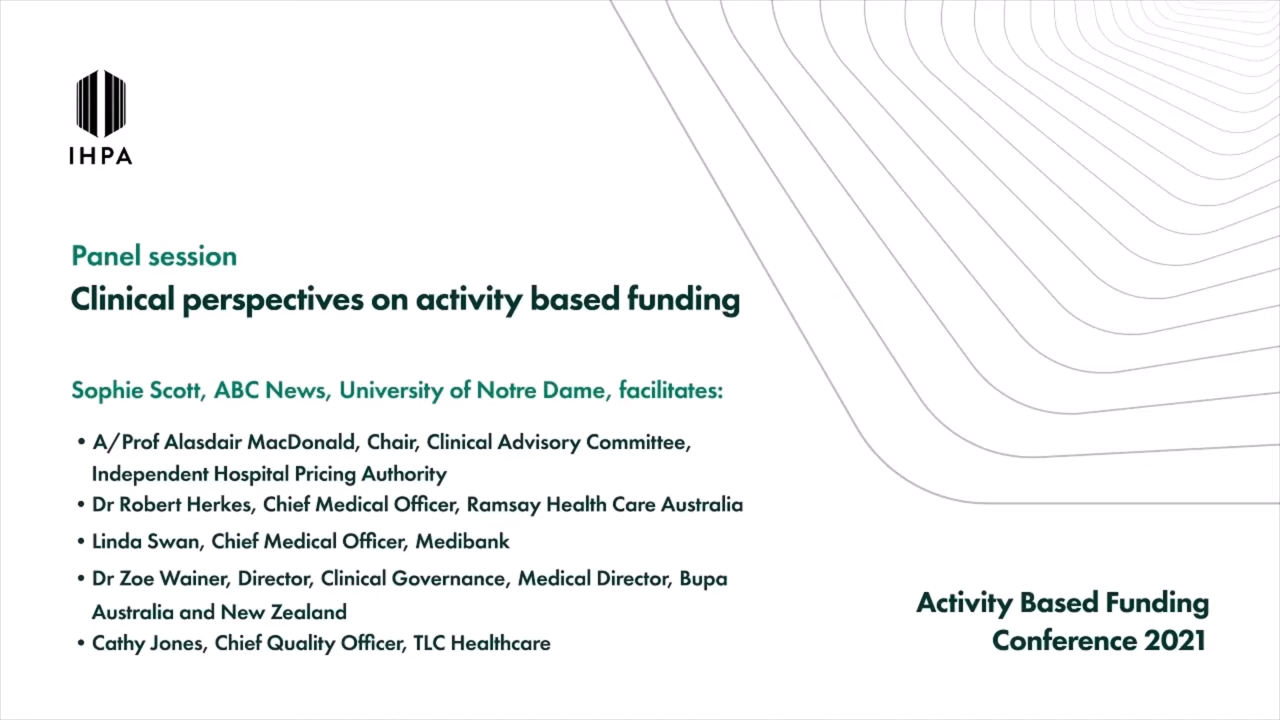 IHPA
Panel session
Clinical perspectives on activity based funding
Sophie Scott, ABC News, University of Notre Dame, facilitates:
• A/Prof Alasdair MacDonald, Chair, Clinical Advisory Committee,
Independent Hospital Pricing Authority
• Dr Robert Herkes, Chief Medical Officer, Ramsay Health Care Australia
• Linda Swan, Chief Medical Officer, Medibank
• Dr Zoe Wainer, Director, Clinical Governance, Medical Director, Bupa
Australia and New Zealand
• Cathy Jones, Chief Quality Officer, TLC Healthcare
Activity Based Funding
Conference 2021